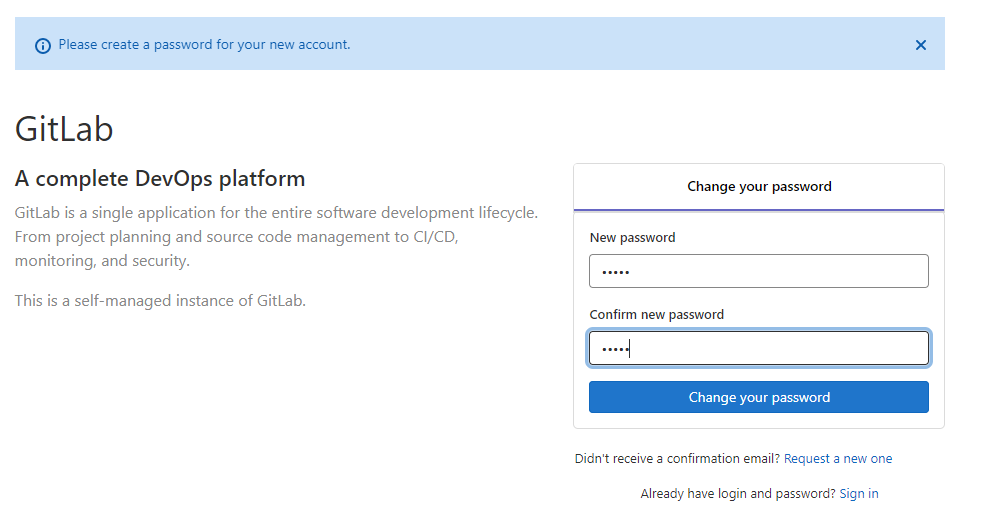 Please create a password for your new account.
GitLab
A complete DevOps platform
GitLab is a single application for the entire software development lifecycle.
From project planning and source code management to CI/CD,
monitoring, and security.
This is a self-managed instance of GitLab.
Change your password
New password
•••••
Confirm new password
•••••
Change your password
Didn't receive a confirmation email? Request a new one
Already have login and password? Sign in